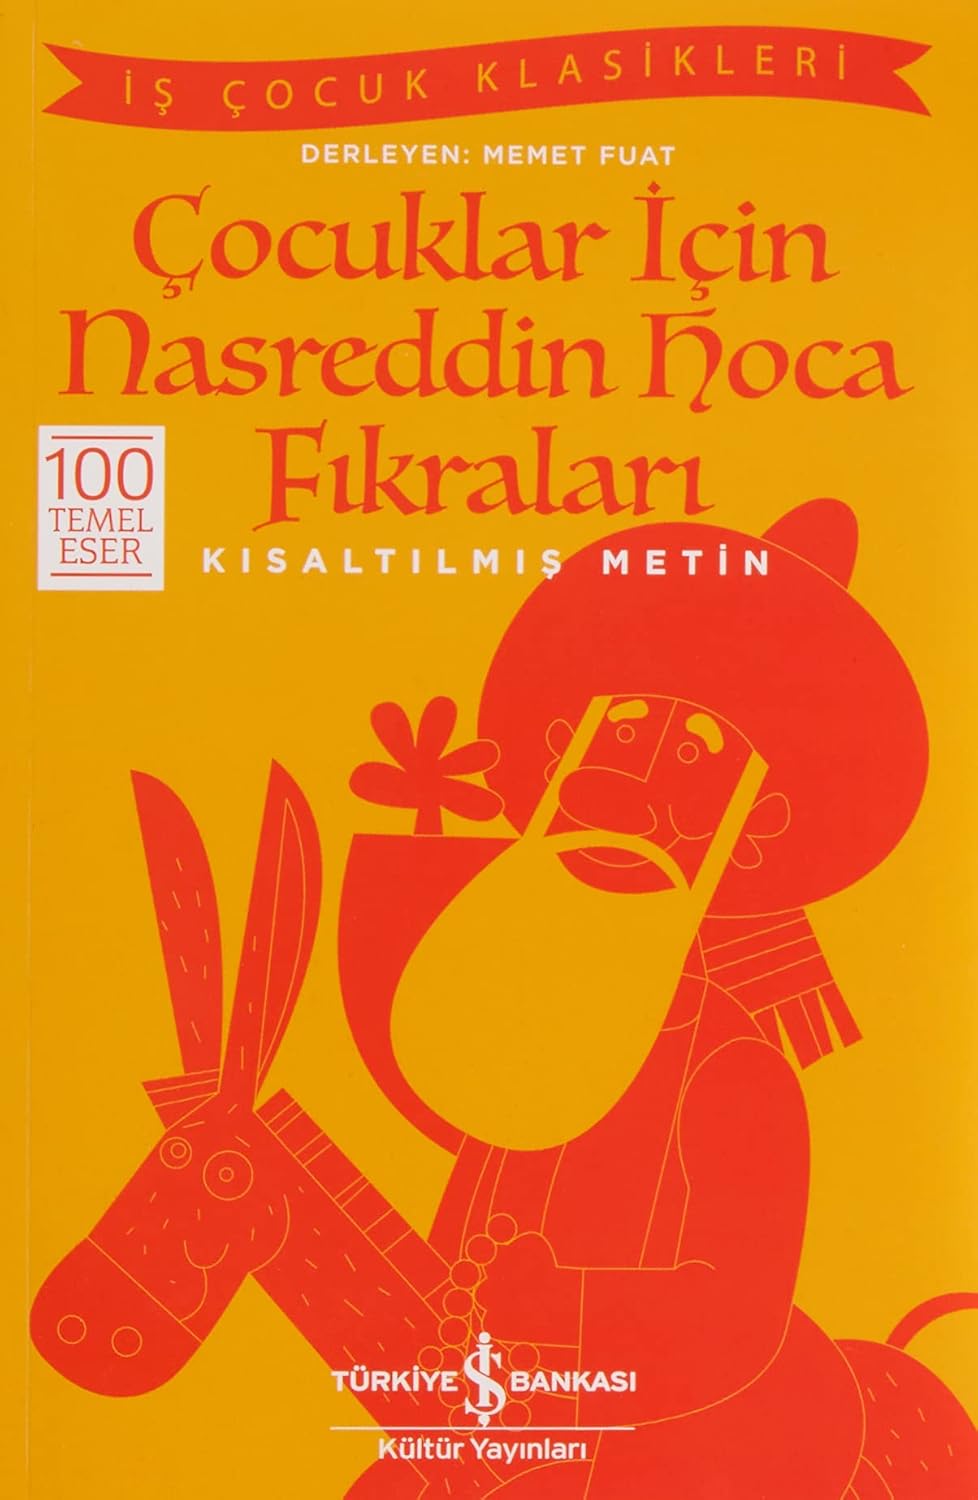 İŞ ÇOCUK KLASİKLERİ
DERLEYEN: MEMET FUAT
Çocuklar İçin
Nasreddin Hoca
Fıkraları
100
TEMEL
ESER
KISALTILMIŞ METİN
TÜRKİYE İŞ BANKASI
Kültür Yayınları